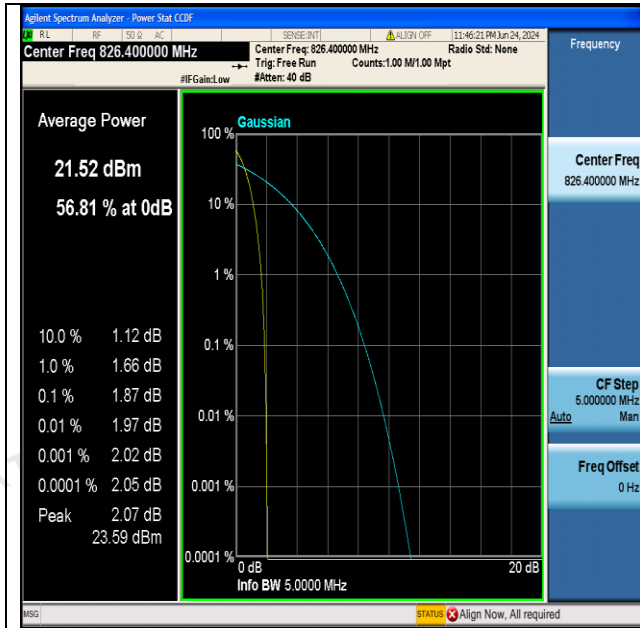 Agilent Spectrum Analyzer - Power Stat CCDF
RL RF 50 Ω AC SENSE:INT ALIGN OFF 11:46:21 PM Jun 24, 2024
Center Freq 826.400000 MHz
Center Freq: 826.400000 MHz Radio Std: None
Trig: Free Run Counts:1.00 M/1.00 Mpt
#IFGain:Low #Atten: 40 dB
Average Power
21.52 dBm
56.81 % at 0dB
10.0 % 1.12 dB
1.0 % 1.66 dB
0.1 % 1.87 dB
0.01 % 1.97 dB
0.001 % 2.02 dB
0.0001 % 2.05 dB
Peak 2.07 dB
23.59 dBm
Gaussian
100 %
10 %
1 %
0.1 %
0.01 %
0.001 %
0.0001 %
0 dB 20 dB
Info BW 5.0000 MHz
Frequency
Center Freq
826.400000 MHz
CF Step
5.000000 MHz
Auto Man
Freq Offset
0 Hz
MSG STATUS Align Now, All required